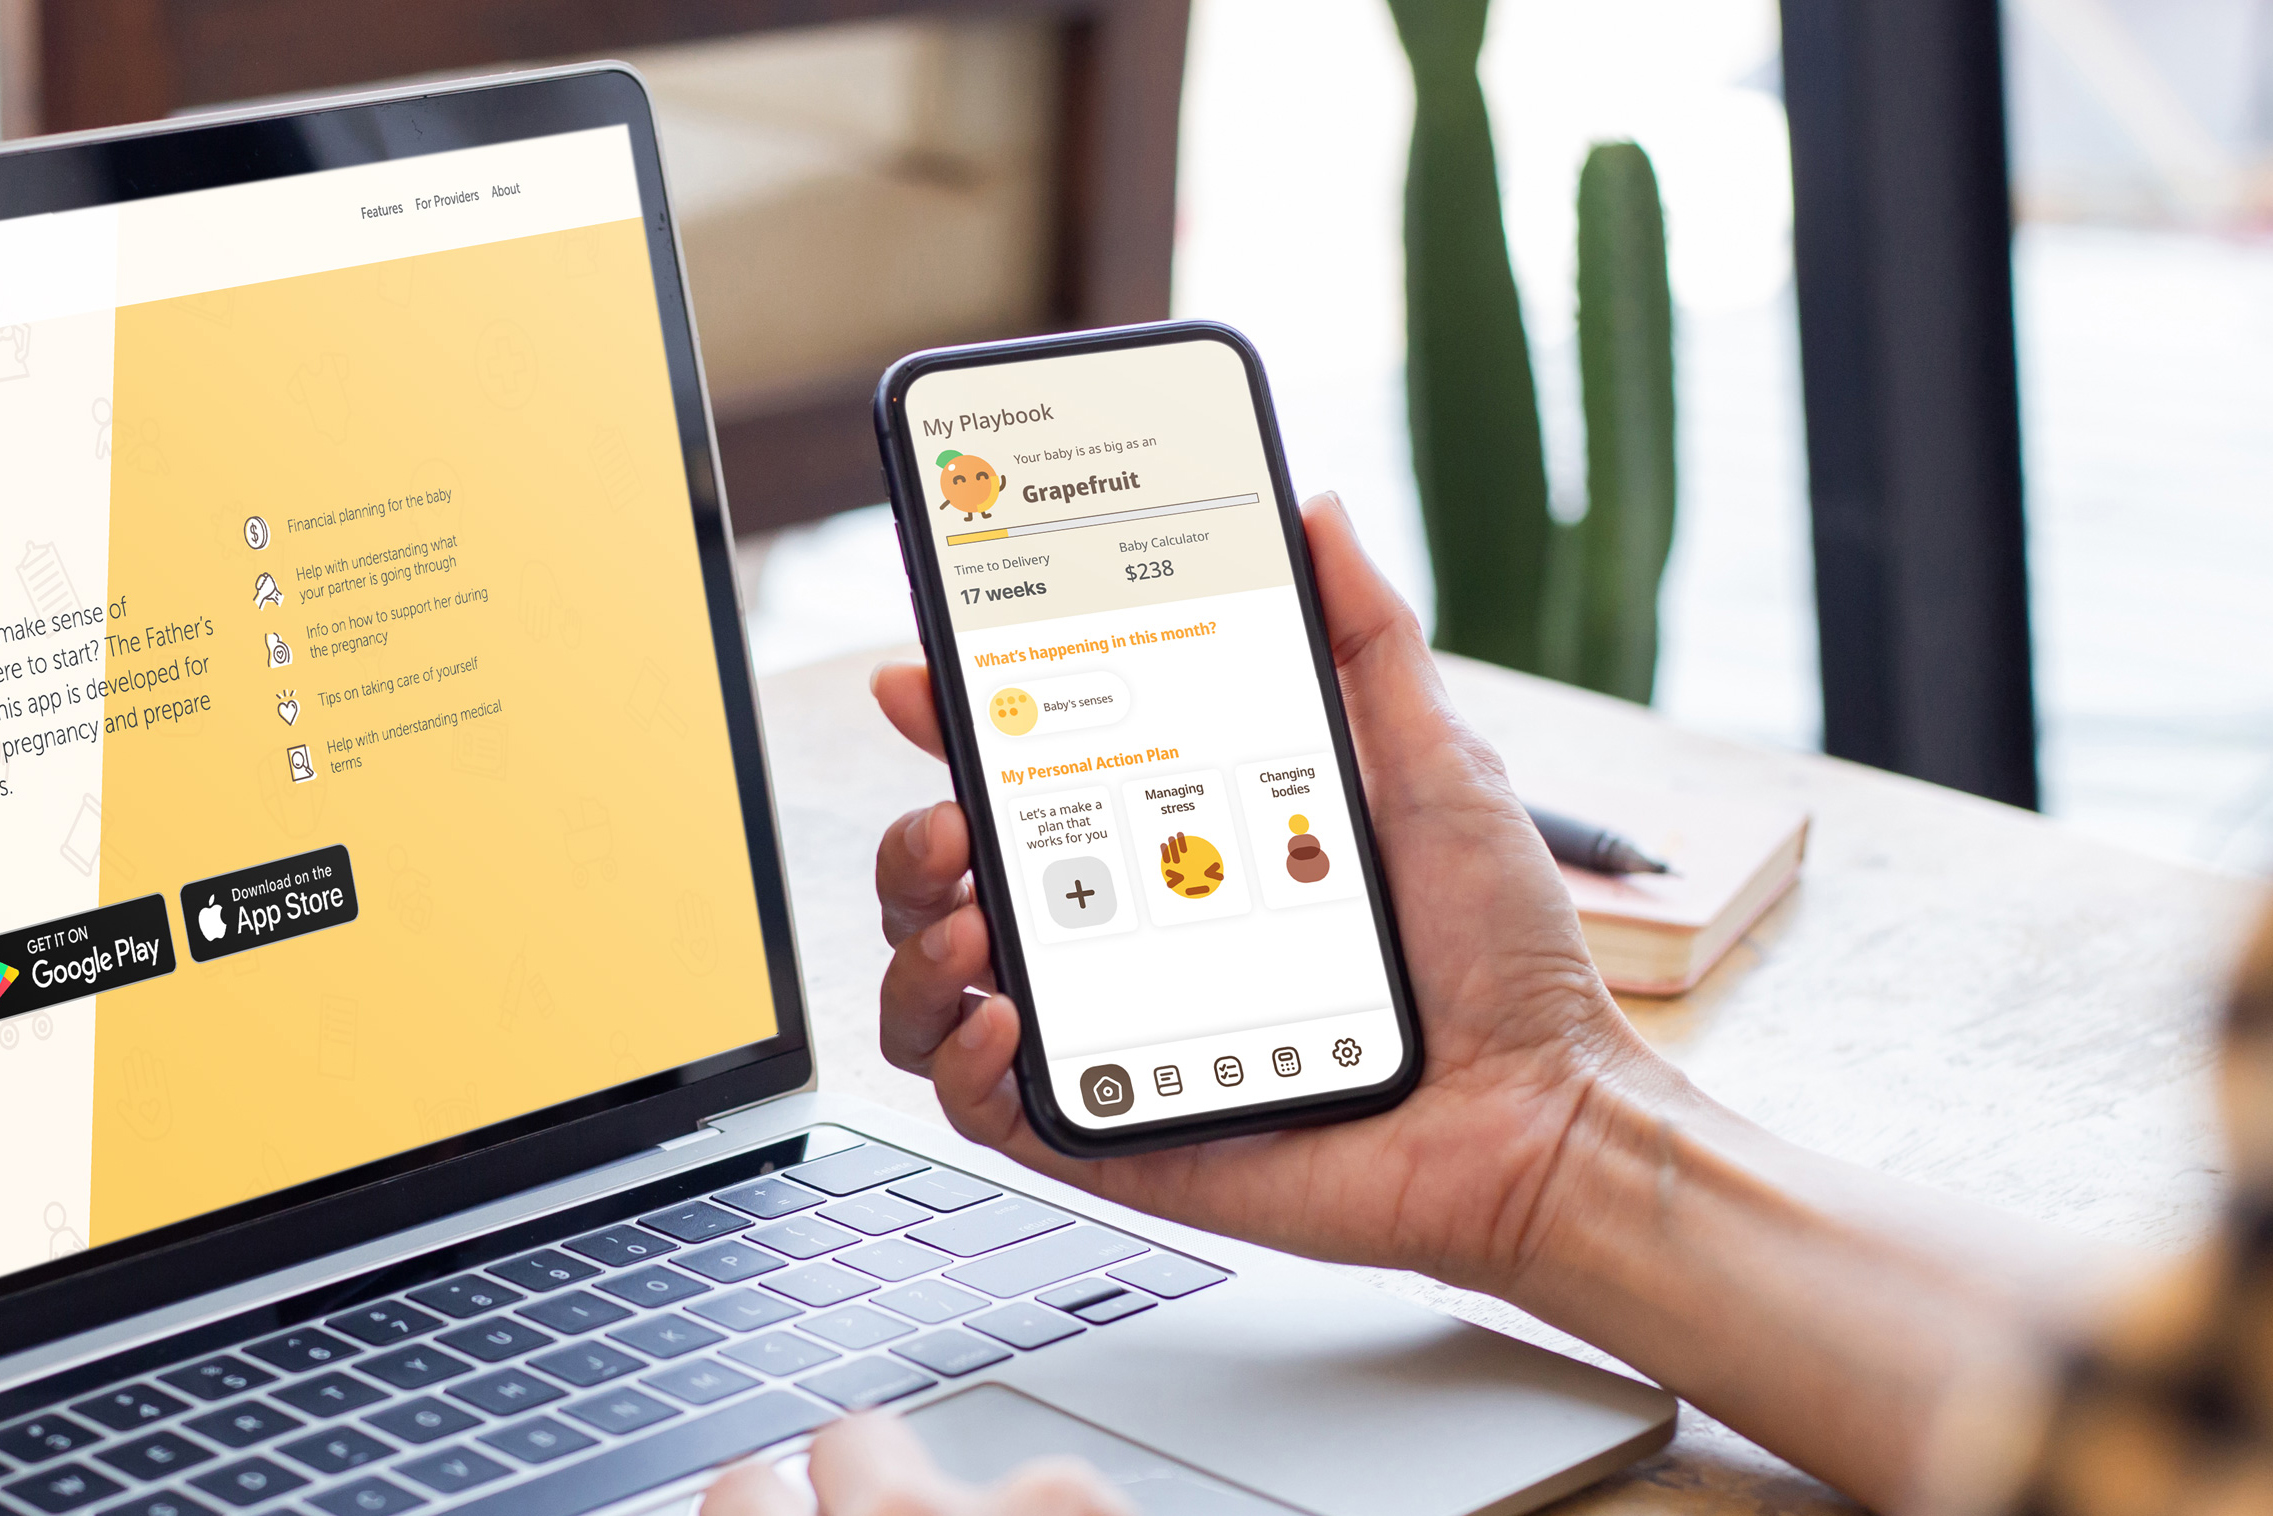 Features For Providers About
make sense of
ere to start? The Father's
his app is developed for
pregnancy and prepare
s.
Financial planning for the baby
Help with understanding what
your partner is going through
Info on how to support her during
the pregnancy
Tips on taking care of yourself
Help with understanding medical
terms
GET IT ON
Google Play
Download on the
App Store
My Playbook
Your baby is as big as an
Grapefruit
Time to Delivery
17 weeks
Baby Calculator
$238
What's happening in this month?
Baby's senses
My Personal Action Plan
Let's a make a
plan that
works for you
Managing
stress
Changing
bodies
delete
enter
return
shift